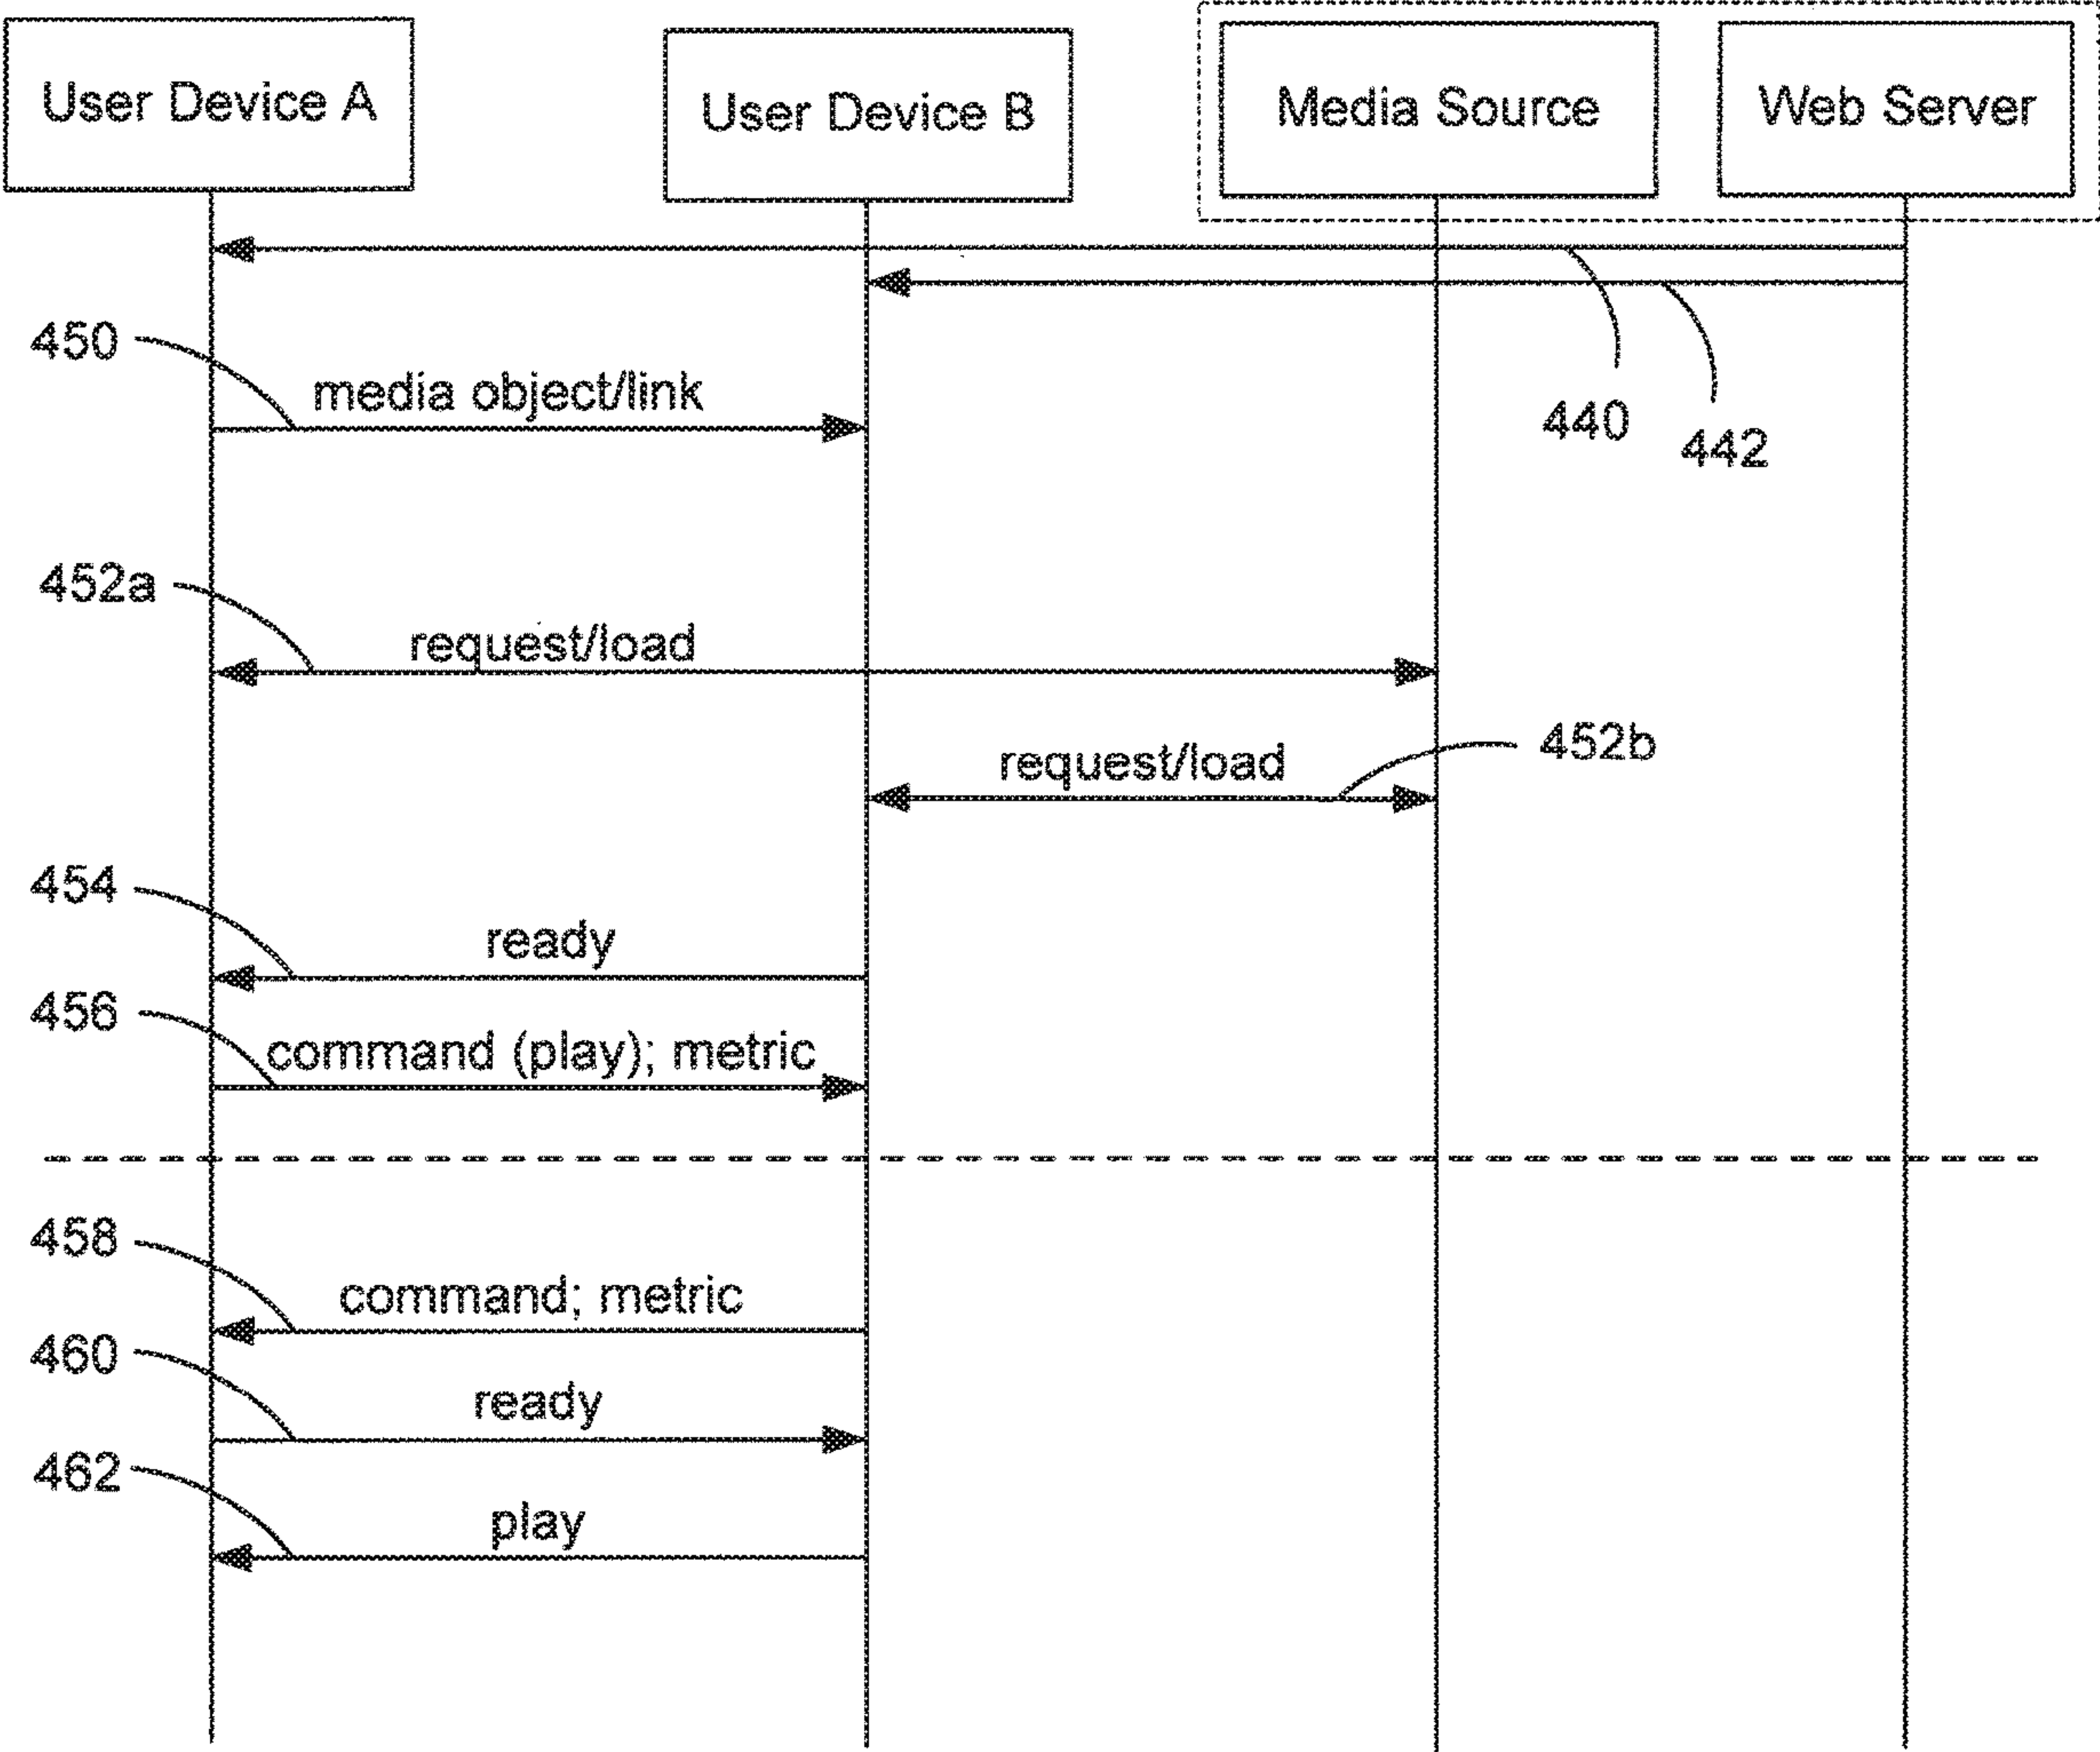 User Device A
User Device B
Media Source
Web Server
450
media object/link
440
442
452a
request/load
request/load
452b
454
ready
456
command (play); metric
458
command; metric
460
ready
462
play